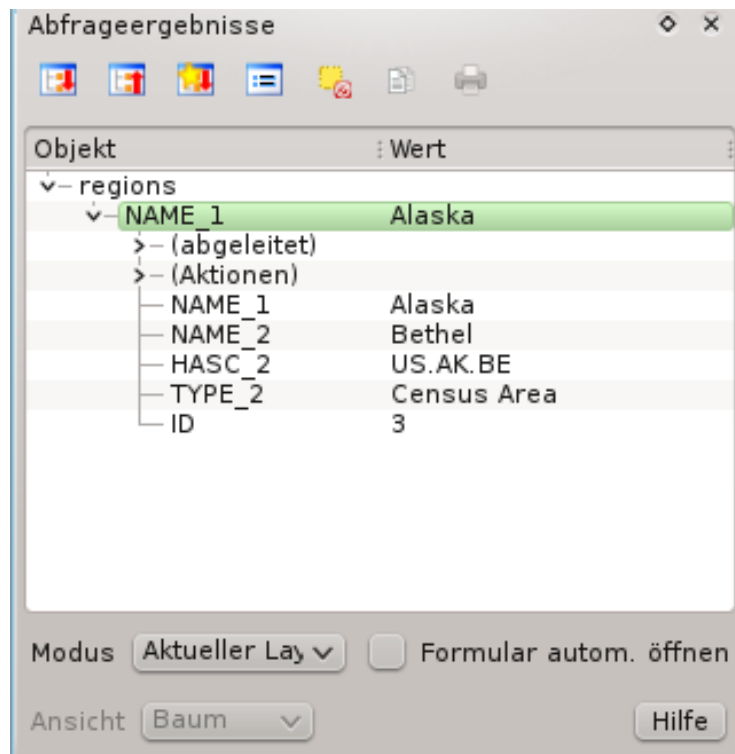 Abfrageergebnisse
Objekt Wert
regions
NAME_1 Alaska
(abgeleitet)
(Aktionen)
NAME_1 Alaska
NAME_2 Bethel
HASC_2 US.AK.BE
TYPE_2 Census Area
ID 3
Modus Aktueller Lay Formular autom. öffnen
Ansicht Baum Hilfe